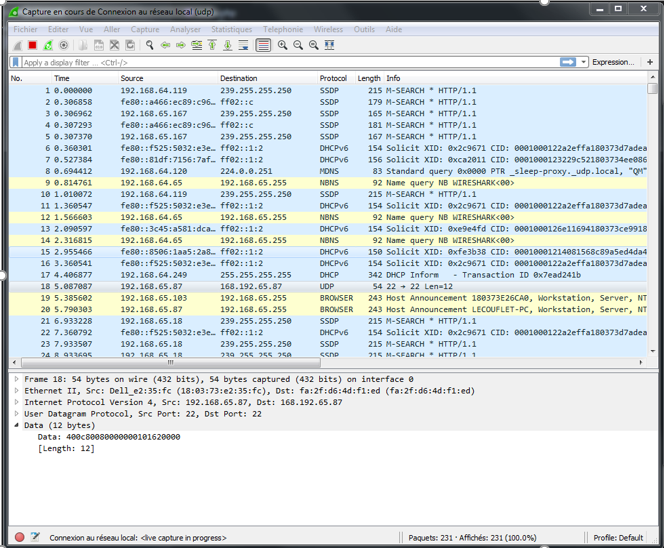 Capture en cours de Connexion au réseau local (udp)
Fichier Editer Vue Aller Capture Analyser Statistiques Telephonie Wireless Outils Aide
Apply a display filter ... <Ctrl-/> Expression... +
No. Time Source Destination Protocol Length Info
1 0.000000 192.168.64.119 239.255.255.250 SSDP 215 M-SEARCH * HTTP/1.1
2 0.306858 fe80::a466:ec89:c96… ff02::c SSDP 179 M-SEARCH * HTTP/1.1
3 0.306962 192.168.65.167 239.255.255.250 SSDP 165 M-SEARCH * HTTP/1.1
4 0.307293 fe80::a466:ec89:c96… ff02::c SSDP 181 M-SEARCH * HTTP/1.1
5 0.307370 192.168.65.167 239.255.255.250 SSDP 167 M-SEARCH * HTTP/1.1
6 0.360301 fe80::f525:5032:e3e… ff02::1:2 DHCPv6 154 Solicit XID: 0x2c9671 CID: 0001000122a2effa180373d7adea
7 0.527384 fe80::81df:7156:7af… ff02::1:2 DHCPv6 156 Solicit XID: 0xca2011 CID: 0001000123229c521803734ee086
8 0.694412 192.168.64.120 224.0.0.251 MDNS 83 Standard query 0x0000 PTR _sleep-proxy._udp.local, "QM"
9 0.814761 192.168.64.65 192.168.65.255 NBNS 92 Name query NB WIRESHARK<00>
10 1.010072 192.168.64.119 239.255.255.250 SSDP 215 M-SEARCH * HTTP/1.1
11 1.360547 fe80::f525:5032:e3e… ff02::1:2 DHCPv6 154 Solicit XID: 0x2c9671 CID: 0001000122a2effa180373d7adea
12 1.566603 192.168.64.65 192.168.65.255 NBNS 92 Name query NB WIRESHARK<00>
13 2.090597 fe80::3c45:a581:dca… ff02::1:2 DHCPv6 154 Solicit XID: 0xe9e4fd CID: 0001000126e11694180373ce9918
14 2.316815 192.168.64.65 192.168.65.255 NBNS 92 Name query NB WIRESHARK<00>
15 2.955466 fe80::8506:1aa5:2a8… ff02::1:2 DHCPv6 150 Solicit XID: 0xfe3b38 CID: 00010001214081568c89a5ed4da4
16 3.360541 fe80::f525:5032:e3e… ff02::1:2 DHCPv6 154 Solicit XID: 0x2c9671 CID: 0001000122a2effa180373d7adea
17 4.406877 192.168.64.249 255.255.255.255 DHCP 342 DHCP Inform - Transaction ID 0x7ead241b
18 5.087087 192.168.65.87 168.192.65.87 UDP 54 22 → 22 Len=12
19 5.385602 192.168.65.103 192.168.65.255 BROWSER 243 Host Announcement 180373E26CA0, Workstation, Server, NT
20 5.790303 192.168.64.87 192.168.65.255 BROWSER 243 Host Announcement LECOUFLET-PC, Workstation, Server, NT
21 6.933228 192.168.65.18 239.255.255.250 SSDP 215 M-SEARCH * HTTP/1.1
22 7.360792 fe80::f525:5032:e3e… ff02::1:2 DHCPv6 154 Solicit XID: 0x2c9671 CID: 0001000122a2effa180373d7adea
23 7.933507 192.168.65.18 239.255.255.250 SSDP 215 M-SEARCH * HTTP/1.1
24 8.933695 192.168.65.18 239.255.255.250 SSDP 215 M-SEARCH * HTTP/1.1
Frame 18: 54 bytes on wire (432 bits), 54 bytes captured (432 bits) on interface 0
Ethernet II, Src: Dell_e2:35:fc (18:03:73:e2:35:fc), Dst: fa:2f:d6:4d:f1:ed (fa:2f:d6:4d:f1:ed)
Internet Protocol Version 4, Src: 192.168.65.87, Dst: 168.192.65.87
User Datagram Protocol, Src Port: 22, Dst Port: 22
Data (12 bytes)
Data: 400c80080000000101620000
[Length: 12]
Connexion au réseau local: <live capture in progress> Paquets: 231 · Affichés: 231 (100.0%) Profile: Default